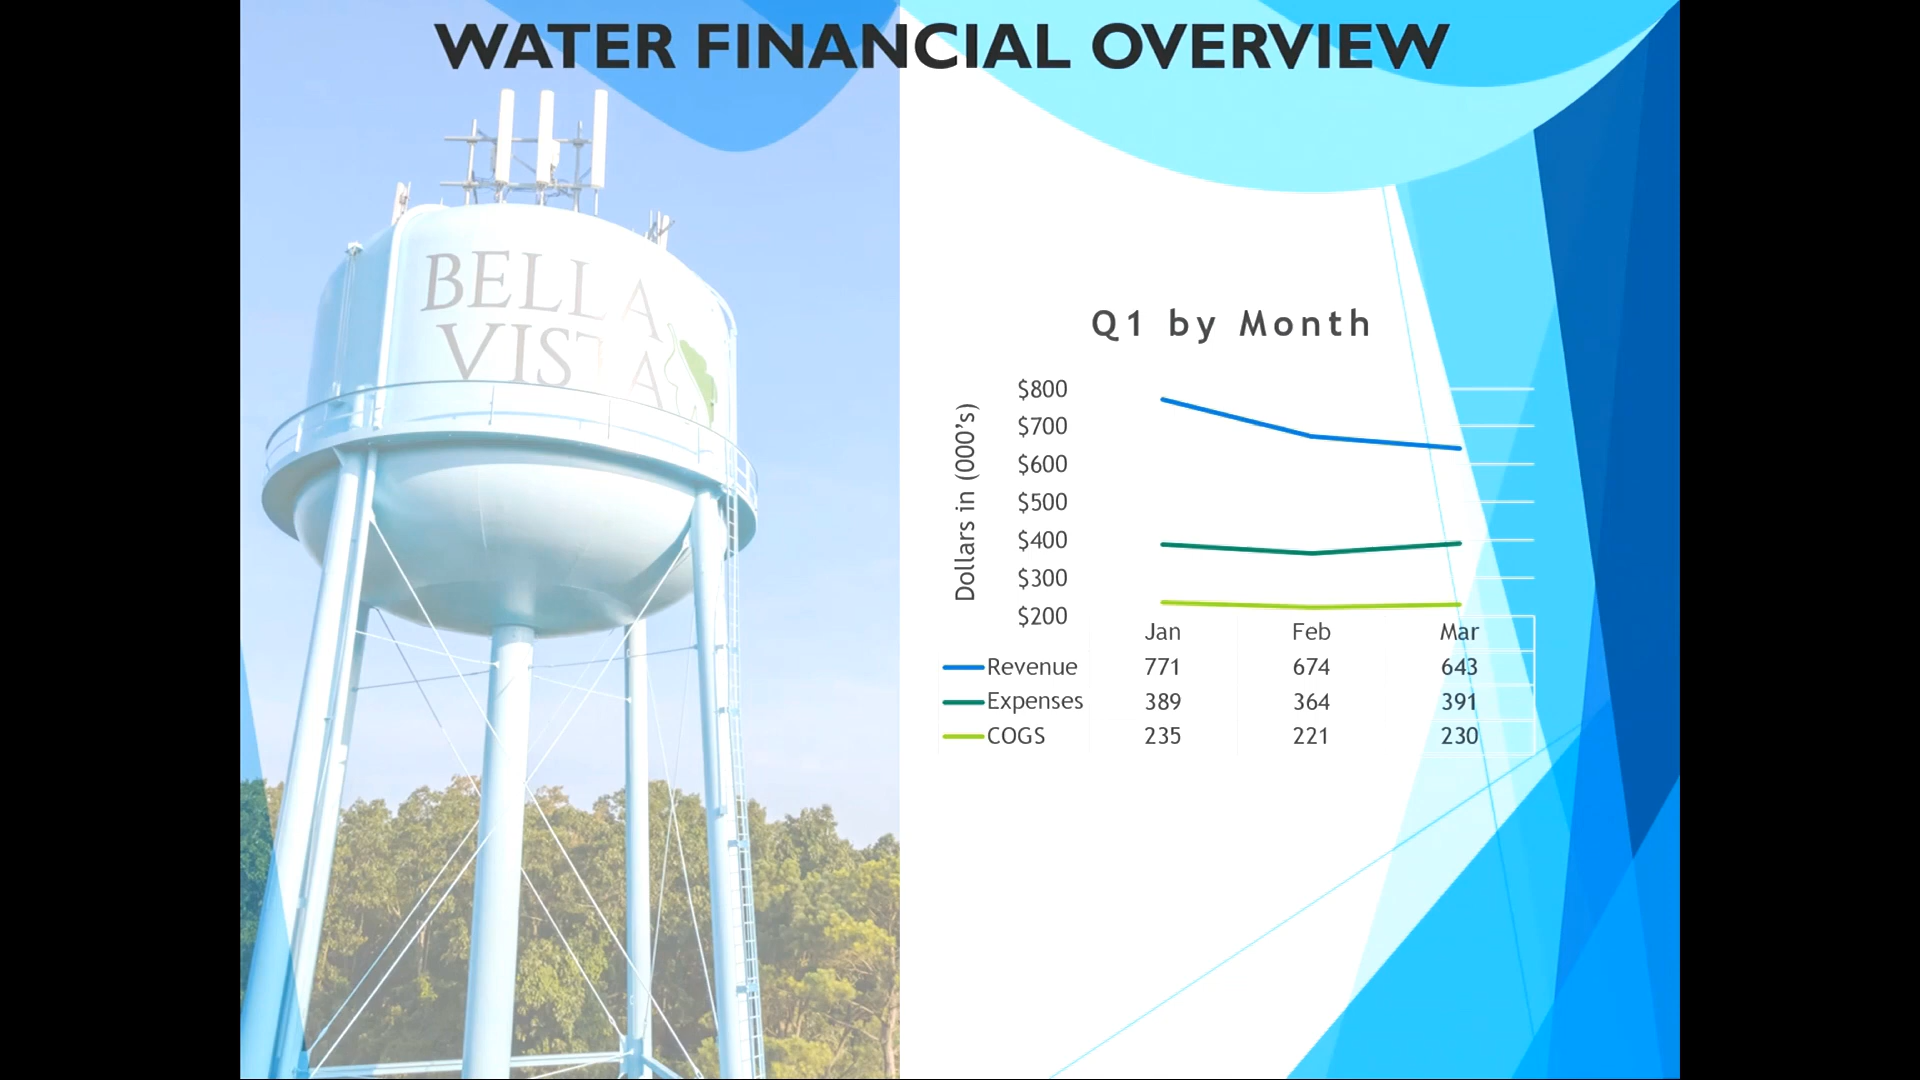 WATER FINANCIAL OVERVIEW
BELLA
VISTA
Q1 by Month
Dollars in (000's)
$800
$700
$600
$500
$400
$300
$200
Jan Feb Mar
Revenue 771 674 643
Expenses 389 364 391
COGS 235 221 230